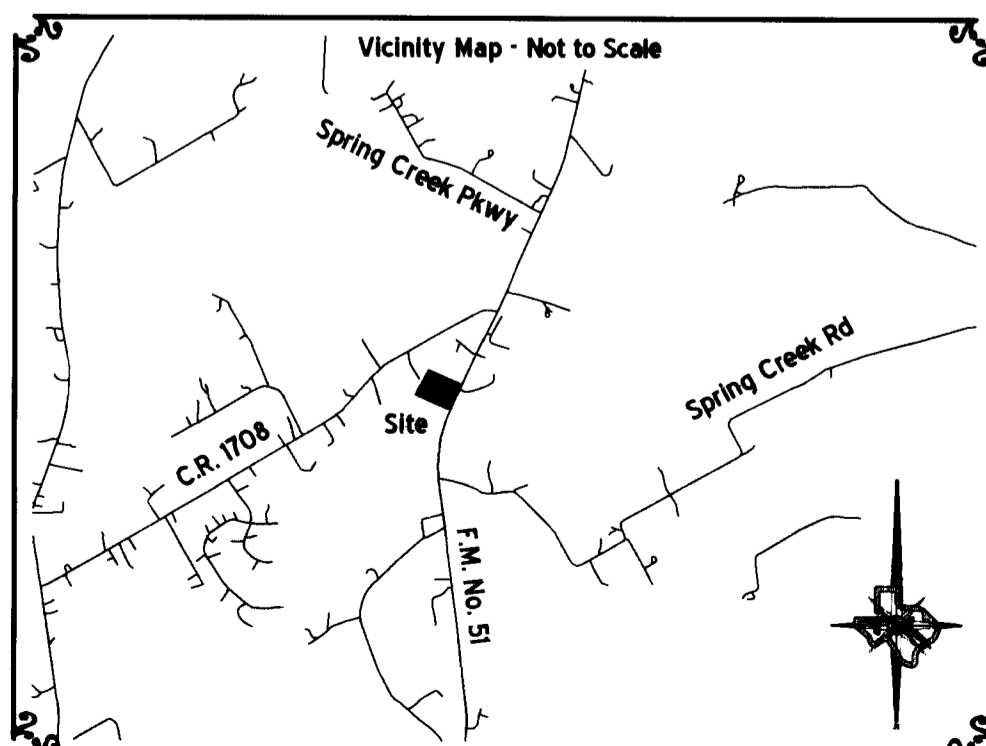 Vicinity Map - Not to Scale
Spring Creek Pkwy
Spring Creek Rd
Site
C.R. 1708
F.M. No. 51